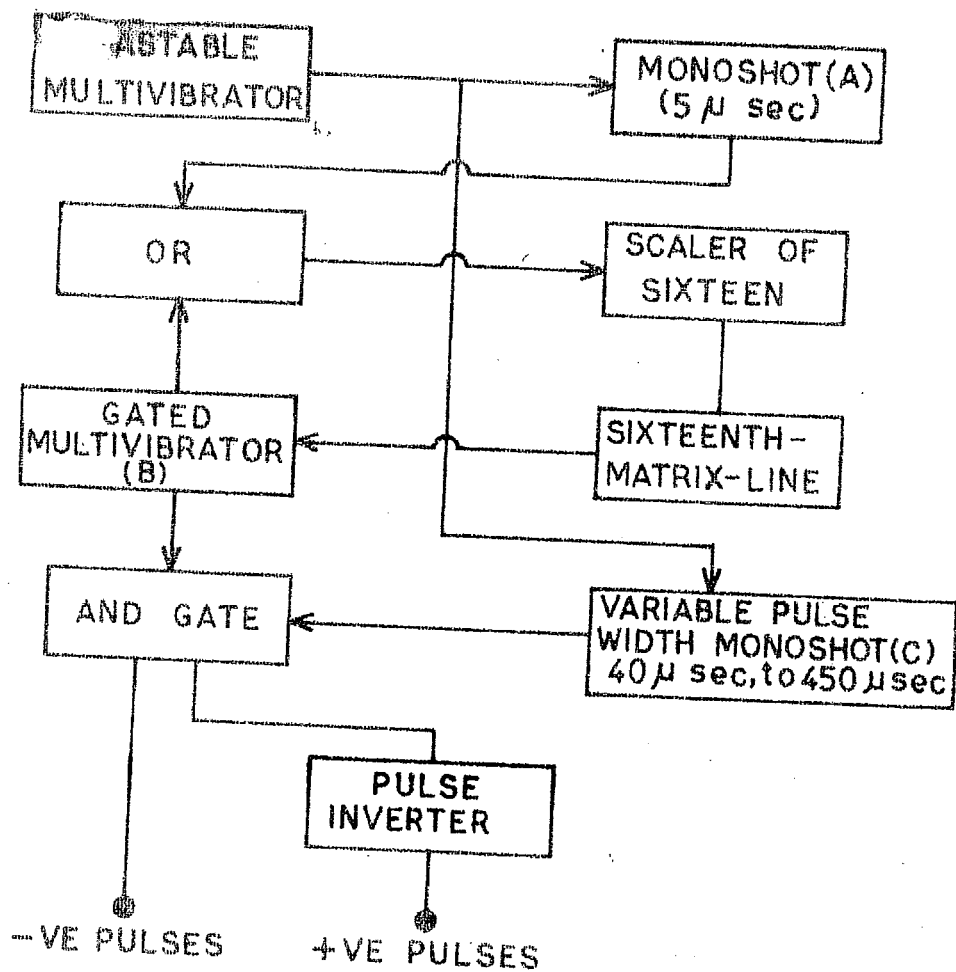 ASTABLE
MULTIVIBRATOR
MONOSHOT(A)
(5 μ sec)
OR
SCALER OF
SIXTEEN
GATED
MULTIVIBRATOR
(B)
SIXTEENTH-
MATRIX-LINE
AND GATE
VARIABLE PULSE
WIDTH MONOSHOT(C)
40 μ sec, to 450 μsec
PULSE
INVERTER
-VE PULSES
+VE PULSES